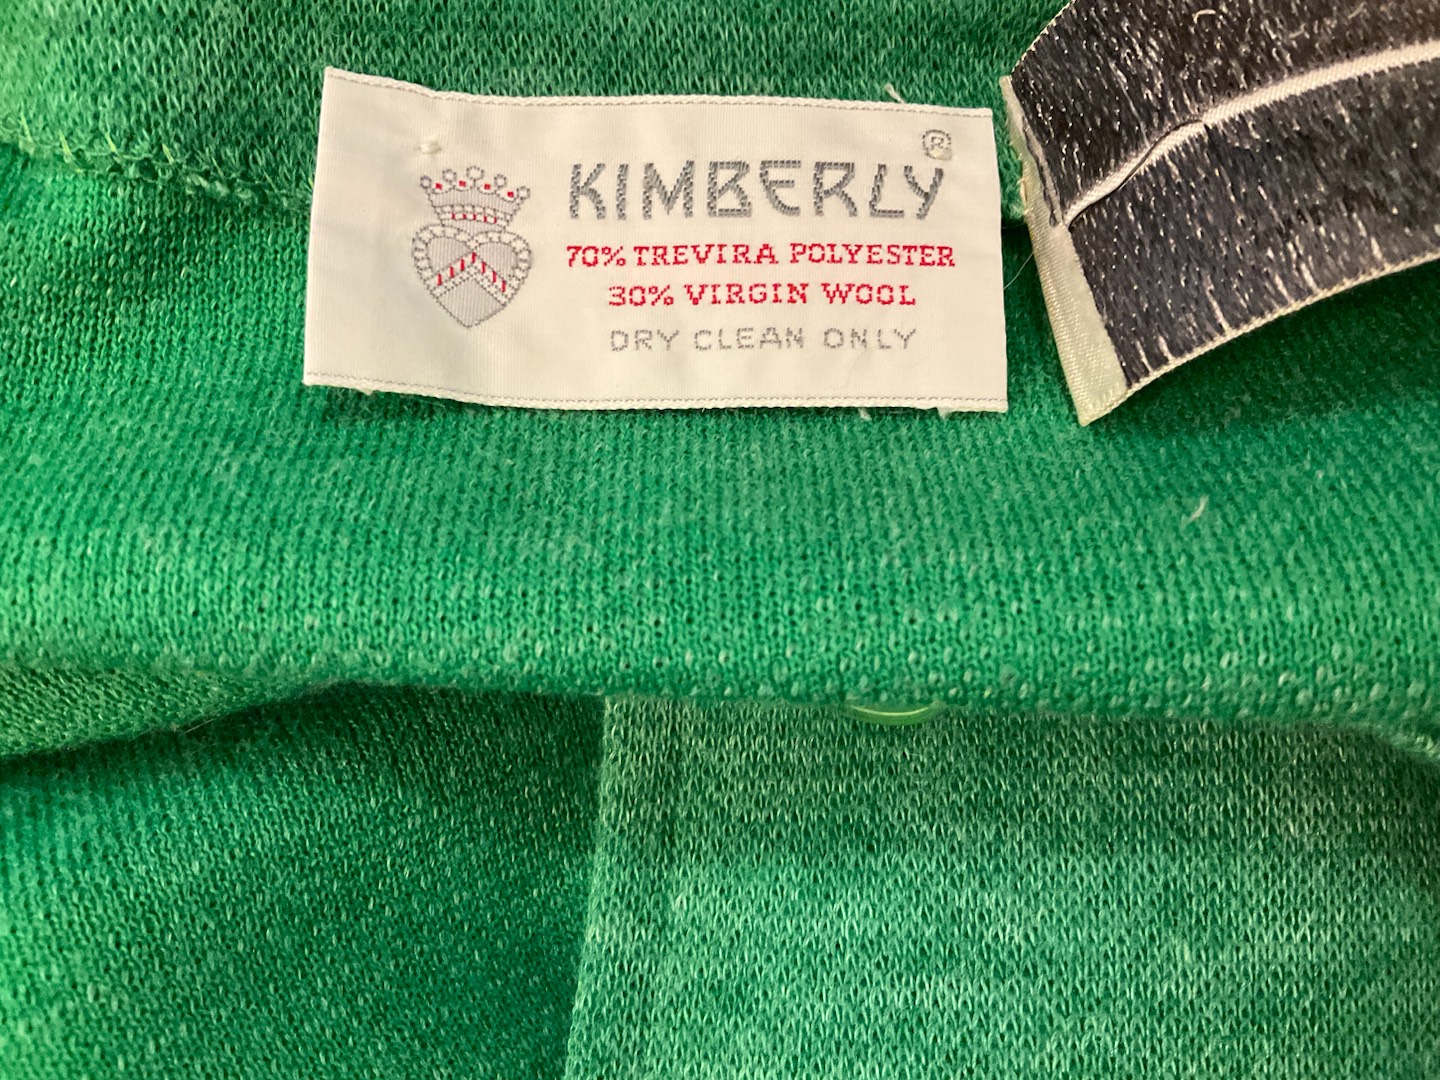 KIMBERLY®
70% TREVIRA POLYESTER
30% VIRGIN WOOL
DRY CLEAN ONLY